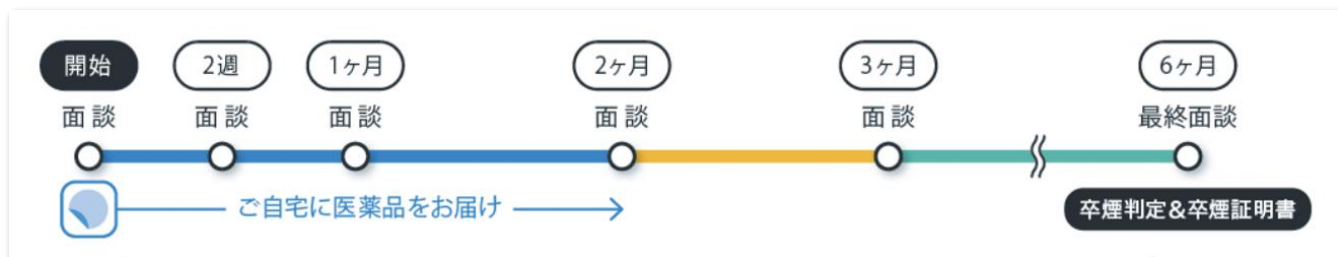 開始 2週 1ヶ月 2ヶ月 3ヶ月 6ヶ月
面談 面談 面談 面談 面談 最終面談
ご自宅に医薬品をお届け
卒煙判定&卒煙証明書